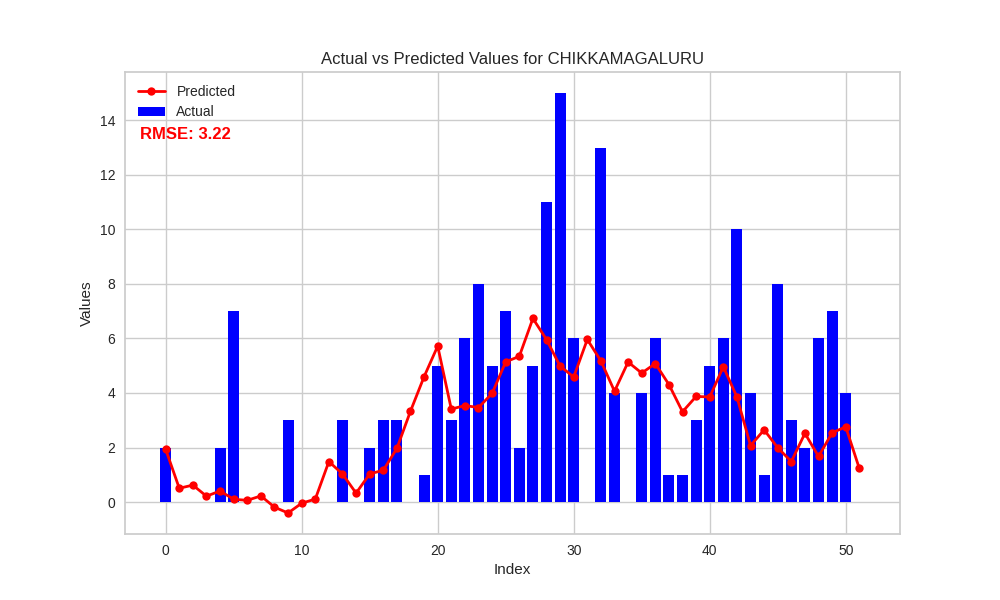 Actual vs Predicted Values for CHIKKAMAGALURU
Predicted
Actual
RMSE: 3.22
14
12
10
8
6
4
2
0
Values
0 10 20 30 40 50
Index